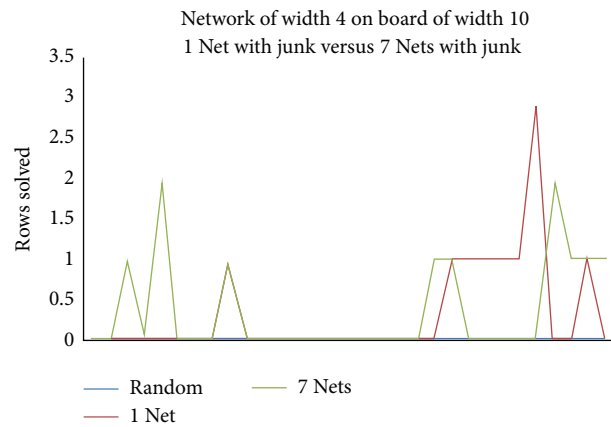 Network of width 4 on board of width 10
1 Net with junk versus 7 Nets with junk
3.5
3
2.5
2
1.5
1
0.5
0
Rows solved
Random
7 Nets
1 Net